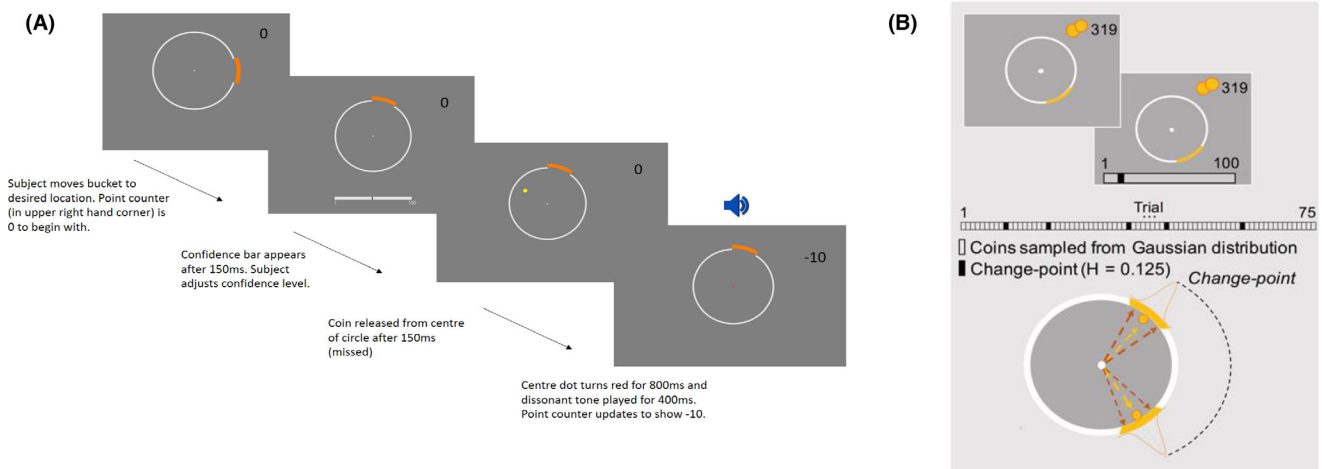 (A)
0
Subject moves bucket to
desired location. Point counter
(in upper right hand corner) is
0 to begin with.
0
1 100
Confidence bar appears
after 150ms. Subject
adjusts confidence level.
0
Coin released from centre
of circle after 150ms
(missed)
-10
Centre dot turns red for 800ms and
dissonant tone played for 400ms.
Point counter updates to show -10.
(B)
319
319
1 100
Trial
1 ... 75
Coins sampled from Gaussian distribution
Change-point (H = 0.125)
Change-point